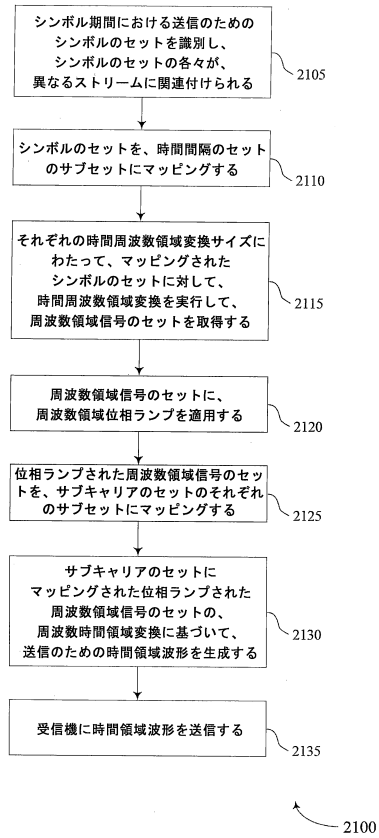 シンボル期間における送信のための
シンボルのセットを識別し、
シンボルのセットの各々が、
異なるストリームに関連付けられる
2105
シンボルのセットを、時間間隔のセット
のサブセットにマッピングする
2110
それぞれの時間周波数領域変換サイズに
わたって、マッピングされた
シンボルのセットに対して、
時間周波数領域変換を実行して、
周波数領域信号のセットを取得する
2115
周波数領域信号のセットに、
周波数領域位相ランプを適用する
2120
位相ランプされた周波数領域信号のセッ
トを、サブキャリアのセットのそれぞれ
のサブセットにマッピングする
2125
サブキャリアのセットに
マッピングされた位相ランプされた
周波数領域信号のセットの、
周波数時間領域変換に基づいて、
送信のための時間領域波形を生成する
2130
受信機に時間領域波形を送信する
2135
2100